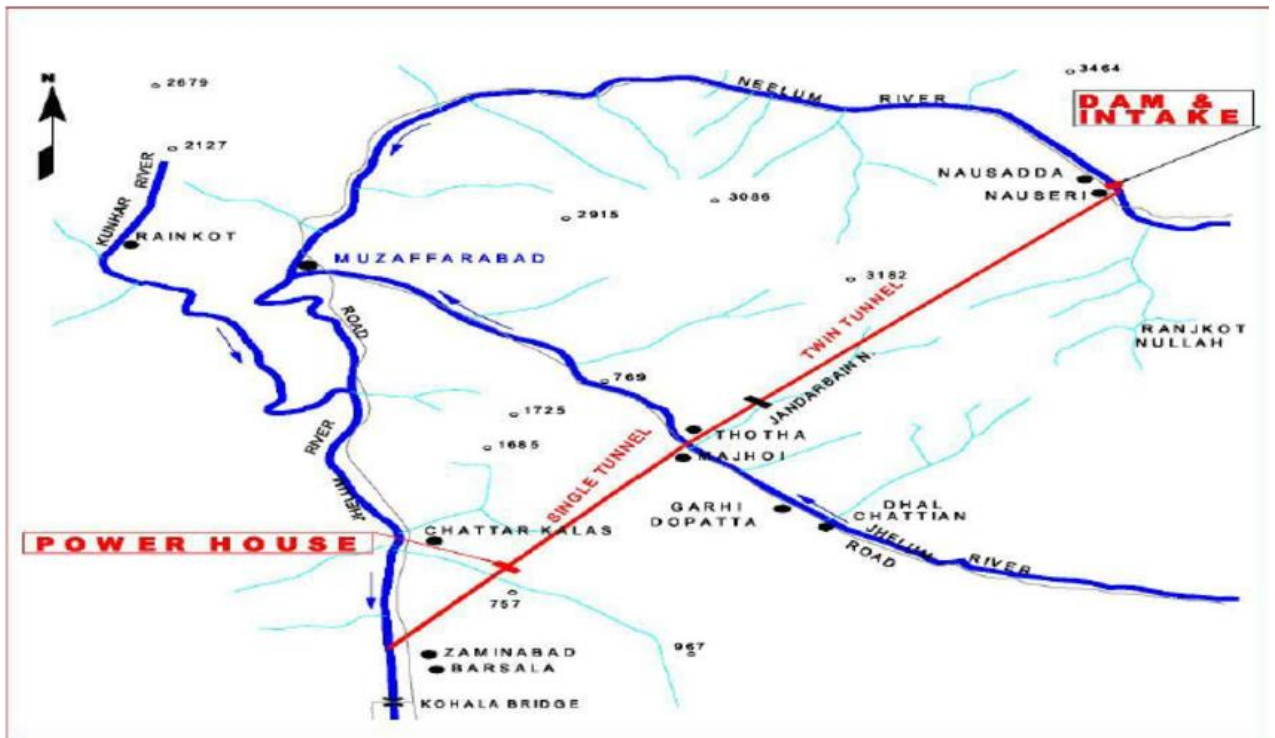 N
2679
3464
NEELUM RIVER
DAM &
INTAKE
2127
KUNHAR RIVER
NAUSADDA
NAUSERI
3086
2915
RAINKOT
MUZAFFARABAD
3182
TWIN TUNNEL
ROAD
RANJKOT
NULLAH
769
JANDARBAIN N.
1725
THOTHA
1685
MAJHOI
SINGLE TUNNEL
JHELUM RIVER
GARHI
DOPATTA
DHAL
CHATTIAN
JHELUM RIVER
ROAD
CHATTAR KALAS
POWER HOUSE
757
967
ZAMINABAD
BARSALA
KOHALA BRIDGE